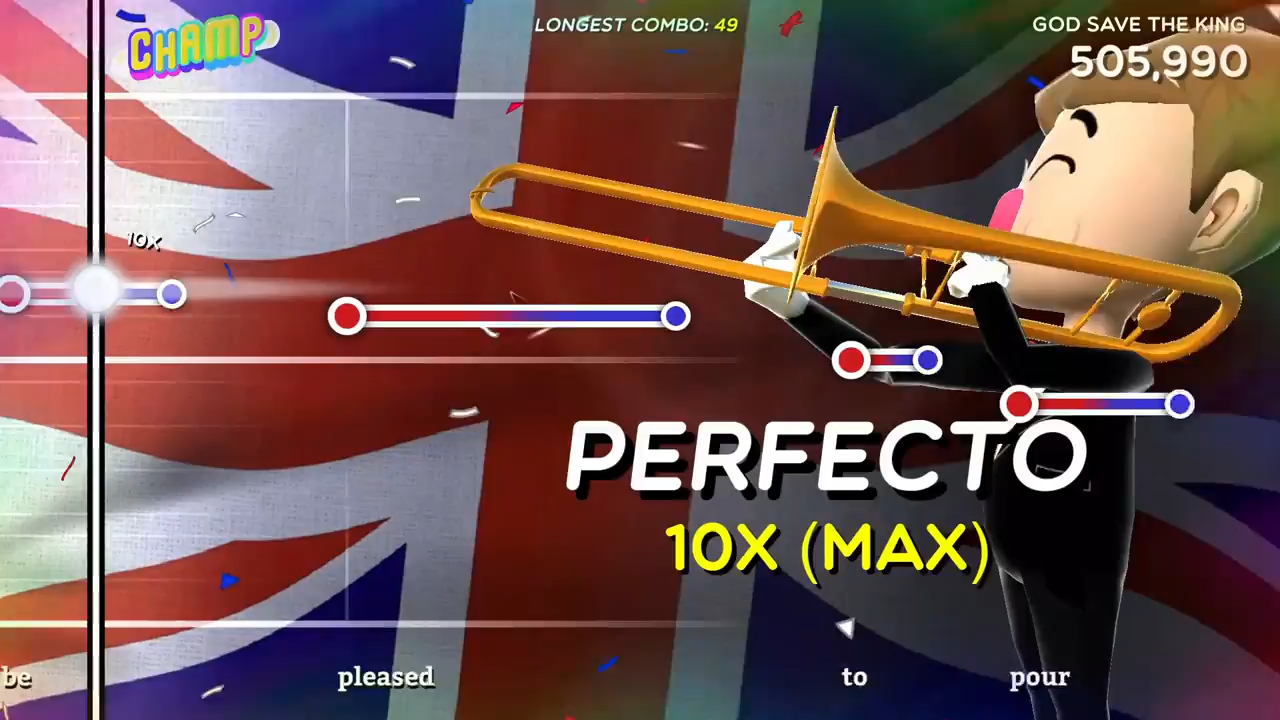 CHAMP
LONGEST COMBO: 49
GOD SAVE THE KING
505,990
10X
PERFECTO
10X (MAX)
be pleased to pour